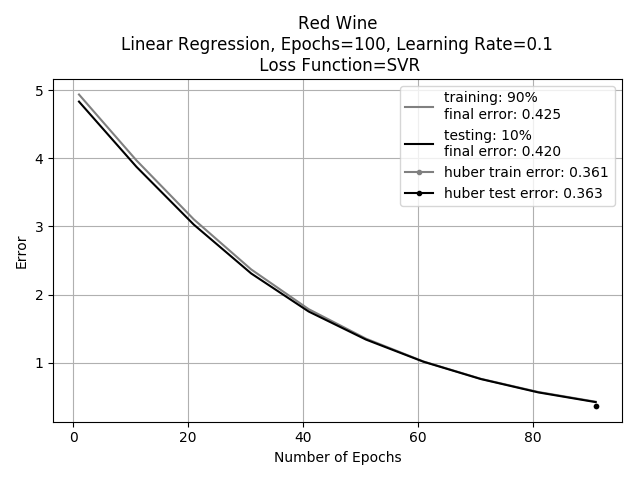 Red Wine
Linear Regression, Epochs=100, Learning Rate=0.1
Loss Function=SVR
training: 90%
final error: 0.425
testing: 10%
final error: 0.420
huber train error: 0.361
huber test error: 0.363
Error
5
4
3
2
1
0 20 40 60 80
Number of Epochs